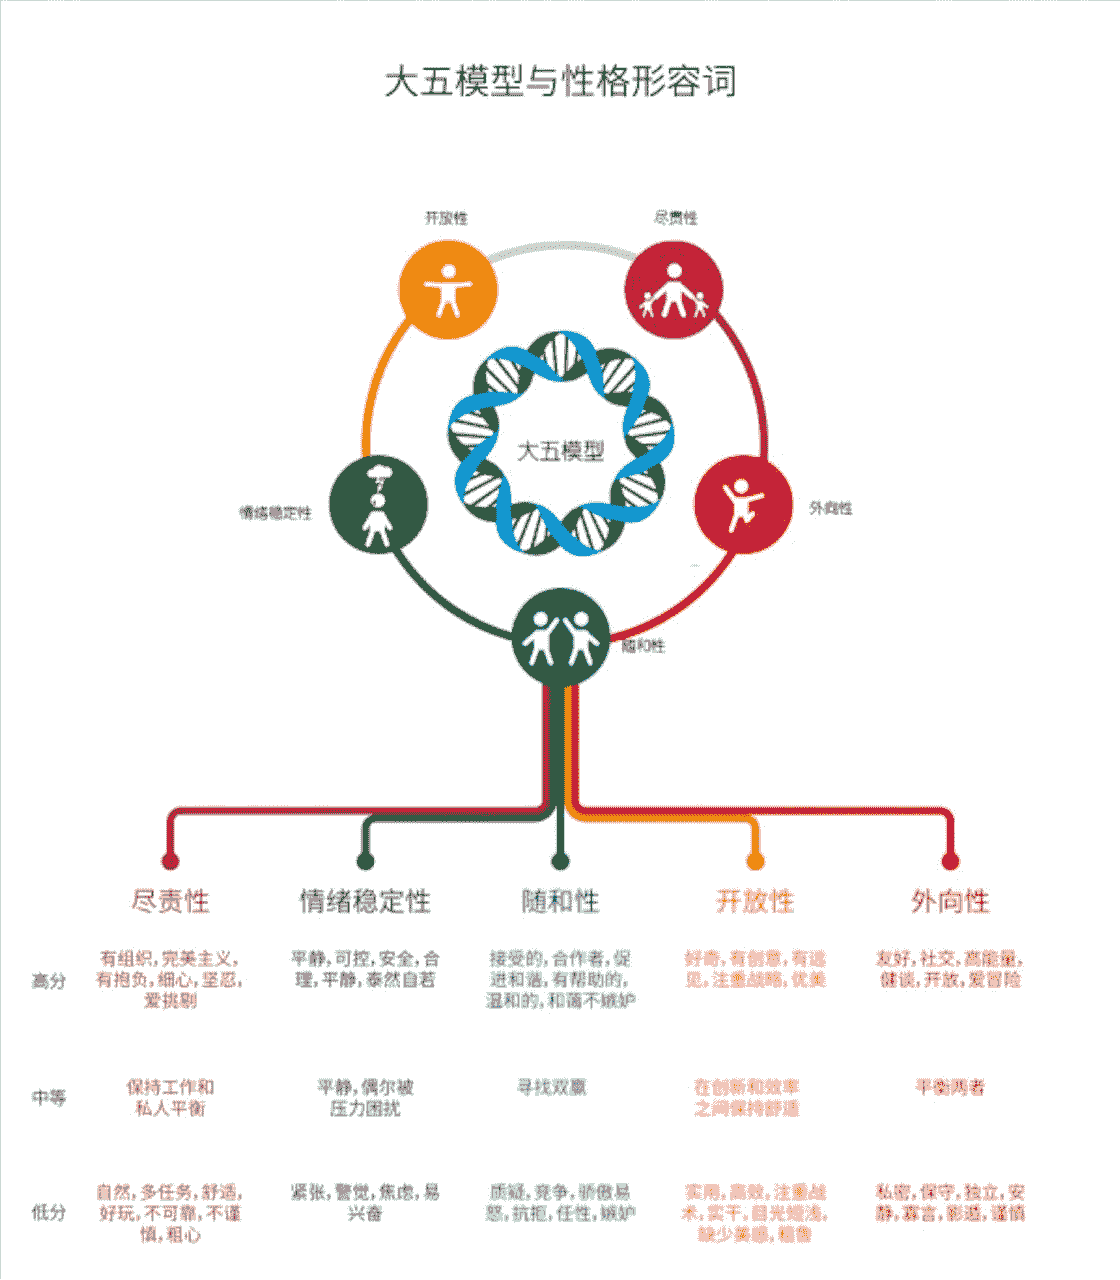 大五模型与性格形容词
开放性
尽责性
大五模型
情绪稳定性
外向性
随和性
尽责性
情绪稳定性
随和性
开放性
外向性
高分
有组织,完美主义,
有抱负,细心,坚忍,
爱挑剔
平静,可控,安全,合
理,平静,泰然自若
接受的,合作者,促
进和谐,有帮助的,
温和的,和蔼不嫉妒
好奇,有创意,有远
见,注重战略,优美
友好,社交,高能量,
健谈,开放,爱冒险
中等
保持工作和
私人平衡
平静,偶尔被
压力困扰
寻找双赢
在创新和效率
之间保持舒适
平衡两者
低分
自然,多任务,舒适,
好玩,不可靠,不谨
慎,粗心
紧张,警觉,焦虑,易
兴奋
质疑,竞争,骄傲易
怒,抗拒,任性,嫉妒
实用,高效,注重战
术,实干,目光短浅,
缺少美感,粗鲁
私密,保守,独立,安
静,寡言,谨慎